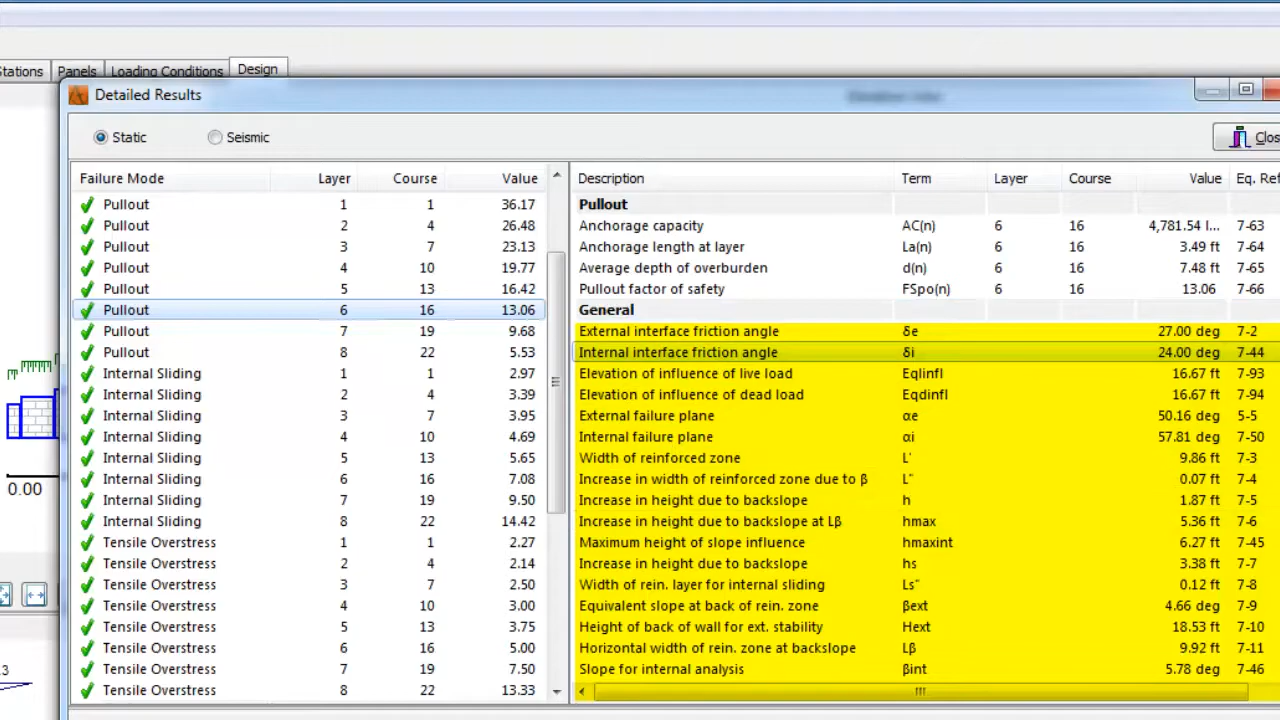 Stations Panels Loading Conditions Design
Detailed Results
Static Seismic Clos
Failure Mode Layer Course Value
Pullout 1 1 36.17
Pullout 2 4 26.48
Pullout 3 7 23.13
Pullout 4 10 19.77
Pullout 5 13 16.42
Pullout 6 16 13.06
Pullout 7 19 9.68
Pullout 8 22 5.53
Internal Sliding 1 1 2.97
Internal Sliding 2 4 3.39
Internal Sliding 3 7 3.95
Internal Sliding 4 10 4.69
Internal Sliding 5 13 5.65
Internal Sliding 6 16 7.08
Internal Sliding 7 19 9.50
Internal Sliding 8 22 14.42
Tensile Overstress 1 1 2.27
Tensile Overstress 2 4 2.14
Tensile Overstress 3 7 2.50
Tensile Overstress 4 10 3.00
Tensile Overstress 5 13 3.75
Tensile Overstress 6 16 5.00
Tensile Overstress 7 19 7.50
Tensile Overstress 8 22 13.33
Description Term Layer Course Value Eq. Ref
Pullout
Anchorage capacity AC(n) 6 16 4,781.54 l... 7-63
Anchorage length at layer La(n) 6 16 3.49 ft 7-64
Average depth of overburden d(n) 6 16 7.48 ft 7-65
Pullout factor of safety FSpo(n) 6 16 13.06 7-66
General
External interface friction angle δe 27.00 deg 7-2
Internal interface friction angle δi 24.00 deg 7-44
Elevation of influence of live load Eqlinfl 16.67 ft 7-93
Elevation of influence of dead load Eqdinfl 16.67 ft 7-94
External failure plane αe 50.16 deg 5-5
Internal failure plane αi 57.81 deg 7-50
Width of reinforced zone L' 9.86 ft 7-3
Increase in width of reinforced zone due to β L" 0.07 ft 7-4
Increase in height due to backslope h 1.87 ft 7-5
Increase in height due to backslope at Lβ hmax 5.36 ft 7-6
Maximum height of slope influence hmaxint 6.27 ft 7-45
Increase in height due to backslope hs 3.38 ft 7-7
Width of rein. layer for internal sliding Ls" 0.12 ft 7-8
Equivalent slope at back of rein. zone βext 4.66 deg 7-9
Height of back of wall for ext. stability Hext 18.53 ft 7-10
Horizontal width of rein. zone at backslope Lβ 9.92 ft 7-11
Slope for internal analysis βint 5.78 deg 7-46
0.00
3